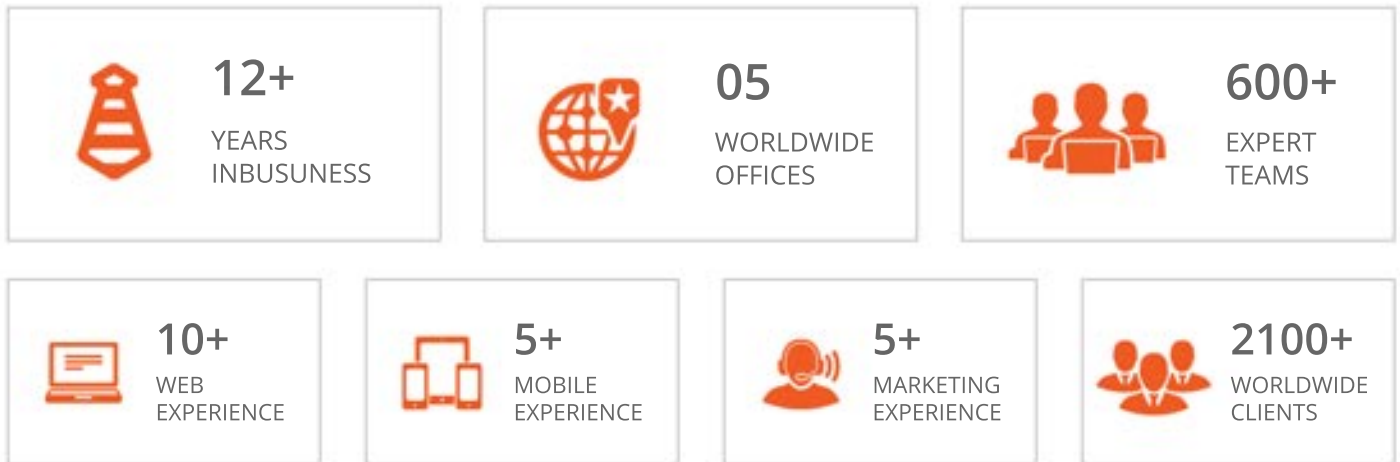 12+
YEARS
INBUSUNESS
05
WORLDWIDE
OFFICES
600+
EXPERT
TEAMS
10+
WEB
EXPERIENCE
5+
MOBILE
EXPERIENCE
5+
MARKETING
EXPERIENCE
2100+
WORLDWIDE
CLIENTS